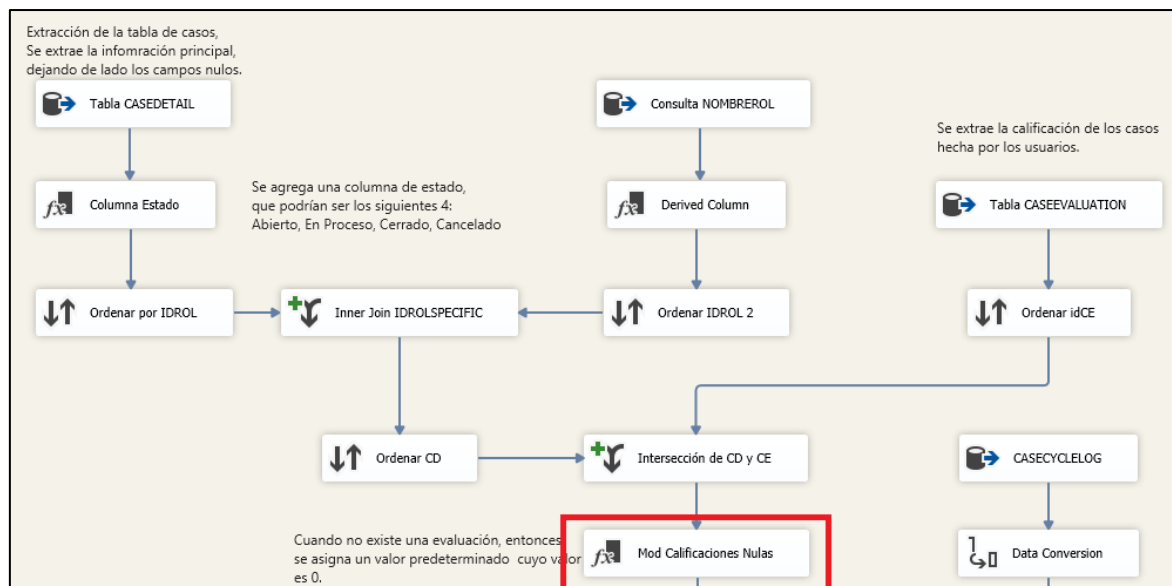 Extracción de la tabla de casos,
Se extrae la infomración principal,
dejando de lado los campos nulos.
Tabla CASEDETAIL
Consulta NOMBREROL
Se extrae la calificación de los casos
hecha por los usuarios.
Columna Estado
Se agrega una columna de estado,
que podrían ser los siguientes 4:
Abierto, En Proceso, Cerrado, Cancelado
Derived Column
Tabla CASEEVALUATION
Ordenar por IDROL
Inner Join IDROLSPECIFIC
Ordenar IDROL 2
Ordenar idCE
Ordenar CD
Intersección de CD y CE
CASECYCLELOG
Cuando no existe una evaluación, entonces
se asigna un valor predeterminado cuyo valor
es 0.
Mod Calificaciones Nulas
Data Conversion